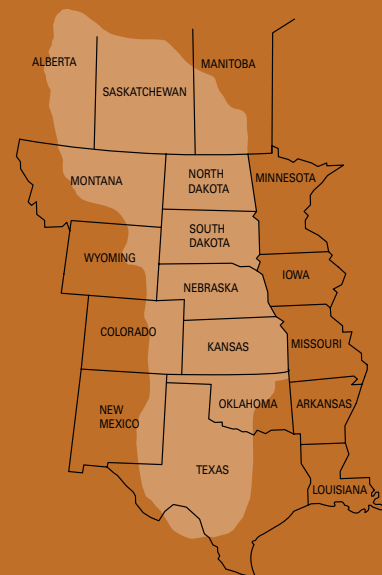 ALBERTA
MANITOBA
SASKATCHEWAN
MONTANA
NORTH
DAKOTA
MINNESOTA
SOUTH
DAKOTA
WYOMING
IOWA
NEBRASKA
COLORADO
MISSOURI
KANSAS
NEW
MEXICO
OKLAHOMA
ARKANSAS
TEXAS
LOUISIANA